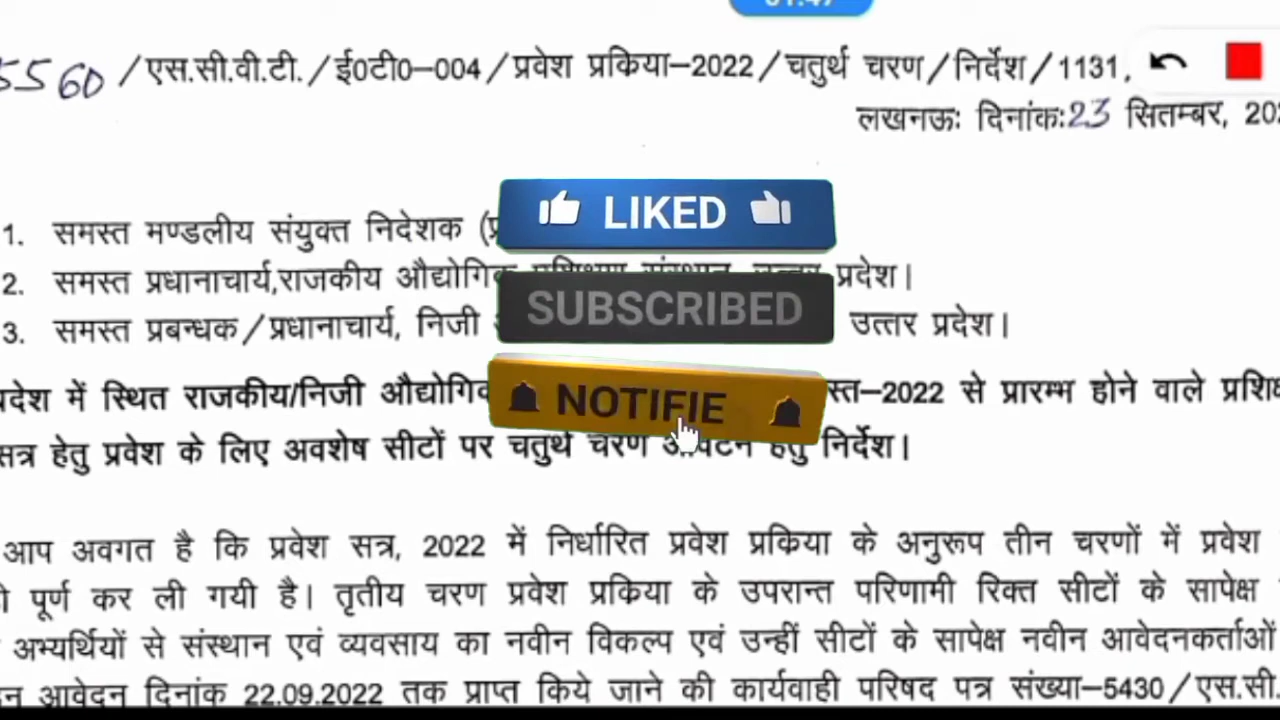 5560 /एस.सी.वी.टी./ई0टी0–004/प्रवेश प्रकिया–2022/चतुर्थ चरण/निर्देश/1131,
लखनऊः दिनांकः23 सितम्बर,
1. समस्त मण्डलीय संयुक्त निदेशक
LIKED
2. समस्त प्रधानाचार्य,राजकीय प्रदेश।
SUBSCRIBED
3. समस्त प्रबन्धक/प्रधानाचार्य, निजी उत्तर प्रदेश।
में स्थित राजकीय/निजी –2022 से प्रारम्भ होने वाले
NOTIFIE
सत्र हेतु प्रवेश के लिए अवशेष सीटों पर चतुर्थ चरण हेतु निर्देश।
आप अवगत है कि प्रवेश सत्र, 2022 में निर्धारित प्रवेश प्रकिया के अनुरूप तीन चरणों में प्रवेश
पूर्ण कर ली गयी है। तृतीय चरण प्रवेश प्रकिया के उपरान्त परिणामी रिक्त सीटों के सापेक्ष
अभ्यर्थियों से संस्थान एवं व्यवसाय का नवीन विकल्प एवं उन्हीं सीटों के सापेक्ष नवीन आवेदनकर्ताओं
आवेदन दिनांक 22.09.2022 तक प्राप्त किये जाने की कार्यवाही परिषद पत्र संख्या–5430/एस.सी.